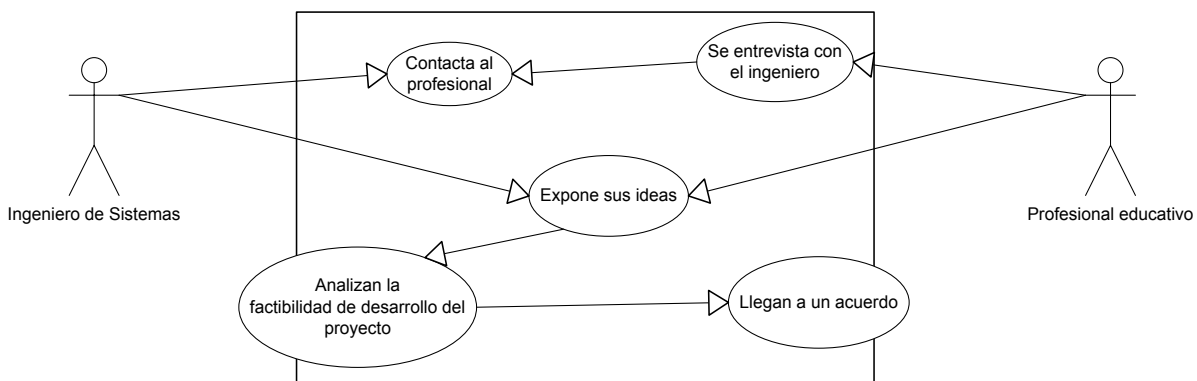 Contacta al
profesional
Se entrevista con
el ingeniero
Ingeniero de Sistemas
Expone sus ideas
Profesional educativo
Analizan la
factibilidad de desarrollo del
proyecto
Llegan a un acuerdo